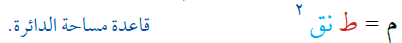 م = ط نق ٢ قاعدة مساحة الدائرة.